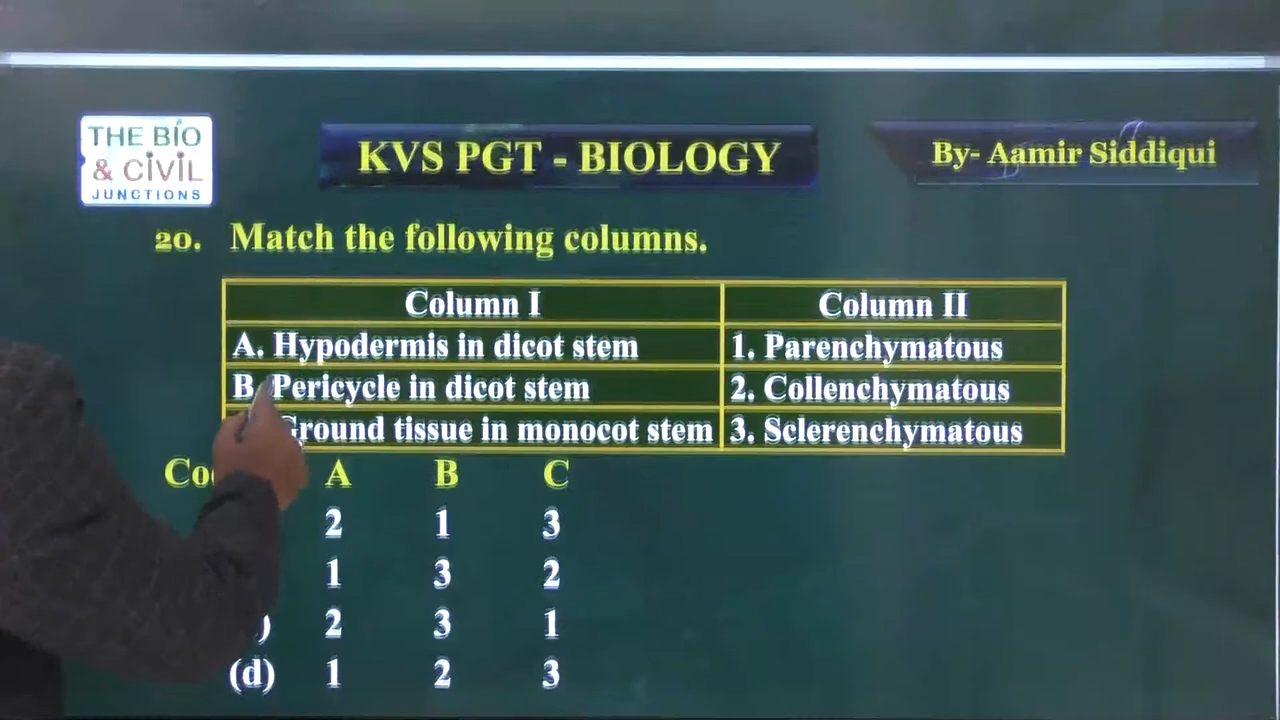 THE BIO
& CIVIL
JUNCTIONS
KVS PGT - BIOLOGY
By- Aamir Siddiqui
20. Match the following columns.
Column I Column II
A. Hypodermis in dicot stem 1. Parenchymatous
B. Pericycle in dicot stem 2. Collenchymatous
Ground tissue in monocot stem 3. Sclerenchymatous
A B C
2 1 3
1 3 2
) 2 3 1
(d) 1 2 3